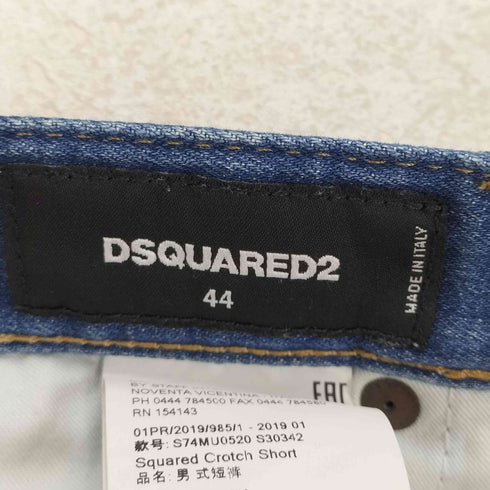 DSQUARED2
44
MADE IN ITALY
NOVENTA VICENTINA
PH 0444 784500 FAX 0444 784560
RN 154143
EAC
01PR/2019/985/1 - 2019 01
款号: S74MU0520 S30342
Squared Crotch Short
品名: 男式短裤